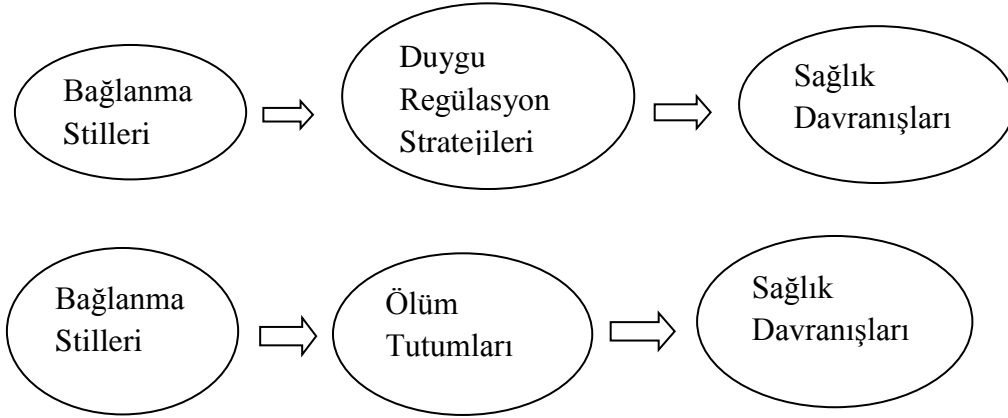 Bağlanma
Stilleri
Duygu
Regülasyon
Stratejileri
Sağlık
Davranışları
Bağlanma
Stilleri
Ölüm
Tutumları
Sağlık
Davranışları